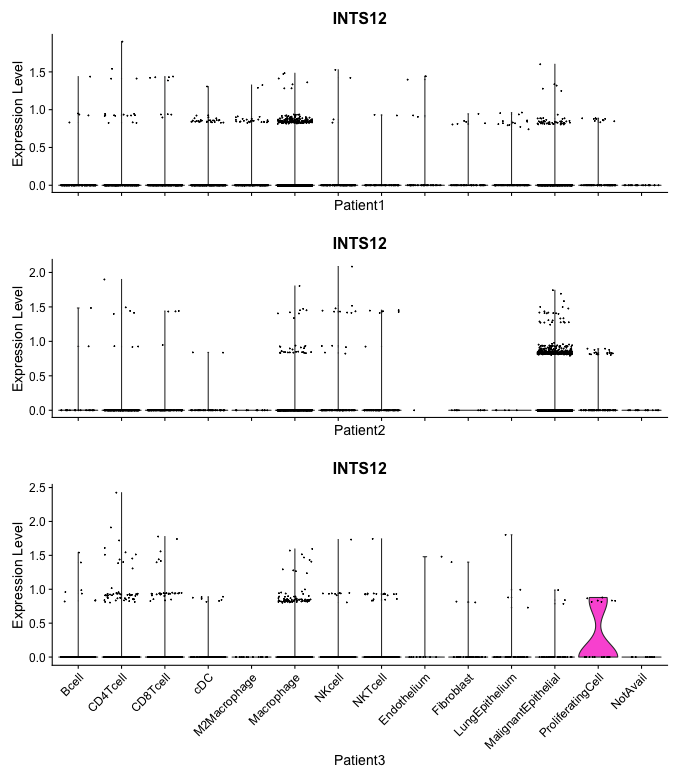 INTS12
Expression Level
1.5
1.0
0.5
0.0
Patient1
INTS12
Expression Level
2.0
1.5
1.0
0.5
0.0
Patient2
INTS12
Expression Level
2.5
2.0
1.5
1.0
0.5
0.0
Bcell
CD4Tcell
CD8Tcell
cDC
M2Macrophage
Macrophage
NKcell
NKTcell
Endothelium
Fibroblast
LungEpithelium
MalignantEpithelial
ProliferatingCell
NotAvail
Patient3